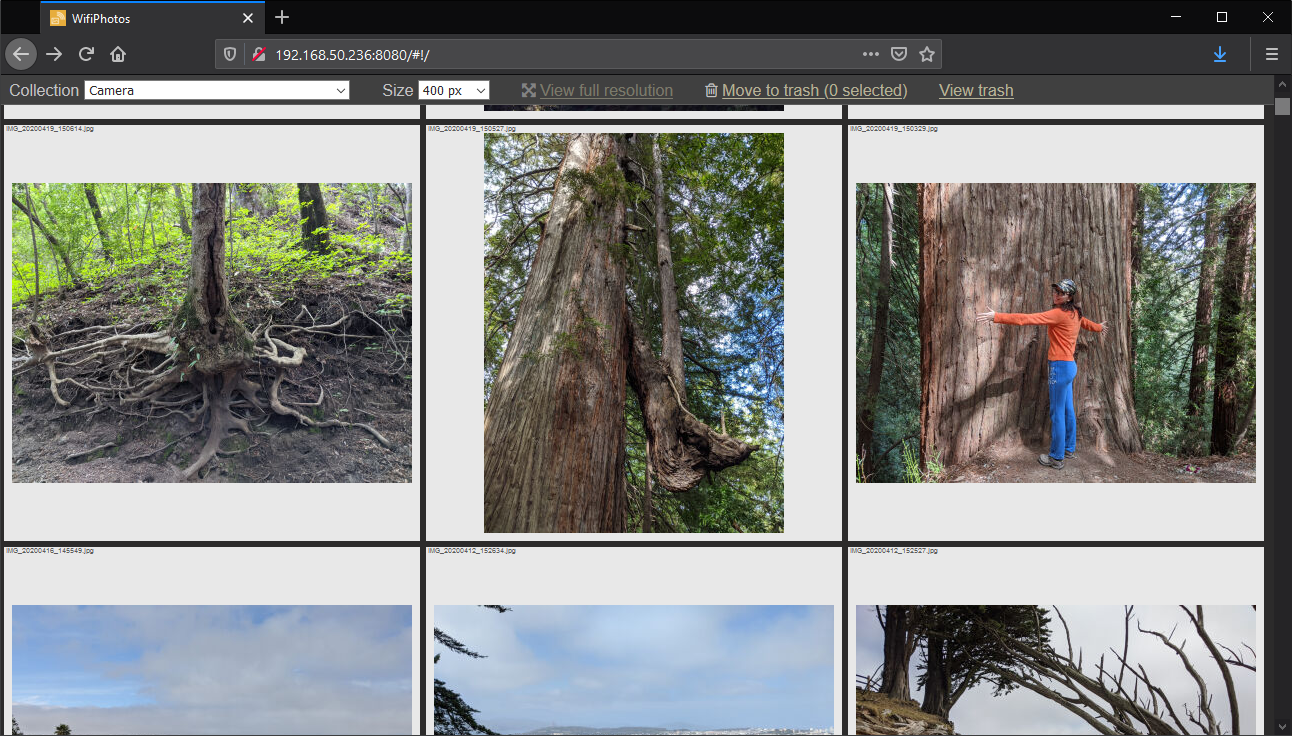 WifiPhotos
192.168.50.236:8080/#!/
Collection Camera Size 400 px View full resolution Move to trash (0 selected) View trash
IMG_20200419_150614.jpg IMG_20200419_150527.jpg IMG_20200419_150329.jpg
IMG_20200416_145549.jpg IMG_20200412_152634.jpg IMG_20200412_152527.jpg